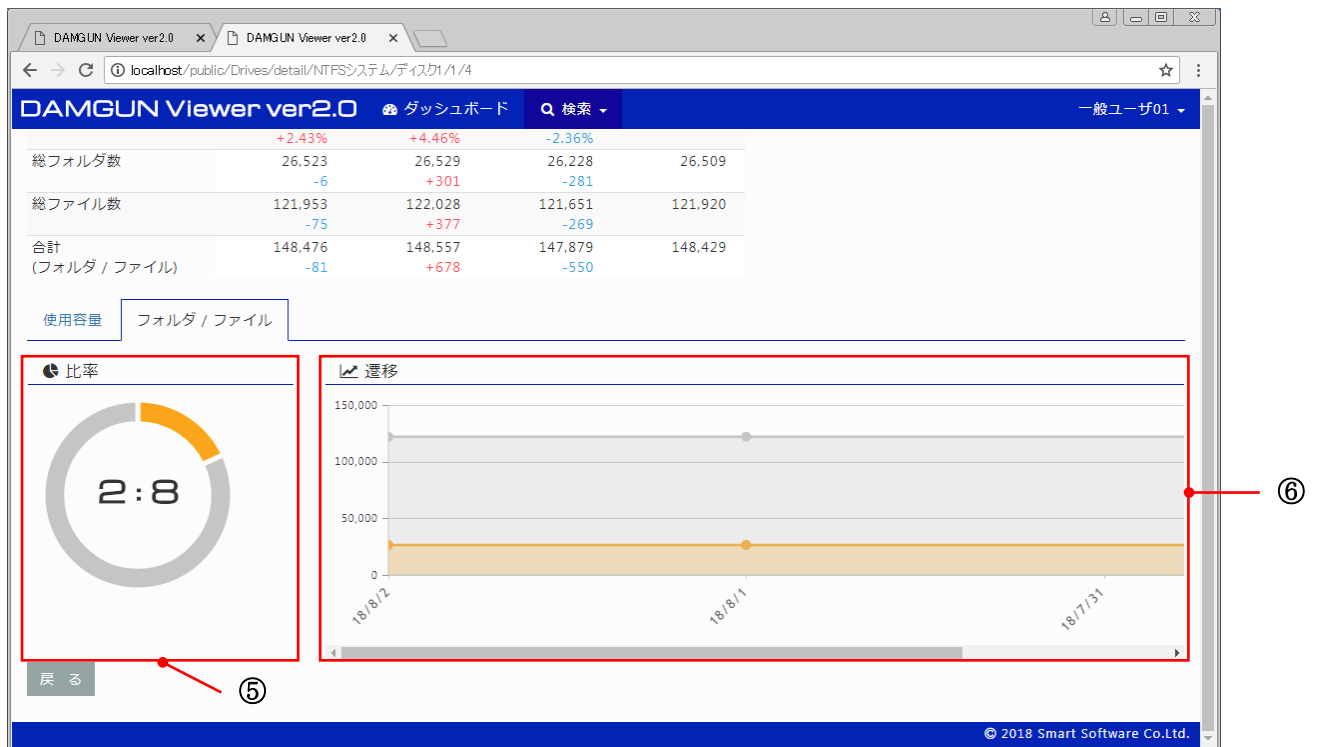 DAMGUN Viewer ver2.0 DAMGUN Viewer ver2.0
localhost/public/Drives/detail/NTFSシステム/ディスク1/1/4
DAMGUN Viewer ver2.0 ダッシュボード 検索 一般ユーザ01
+2.43% +4.46% -2.36%
総フォルダ数 26,523 26,529 26,228 26,509
-6 +301 -281
総ファイル数 121,953 122,028 121,651 121,920
-75 +377 -269
合計 148,476 148,557 147,879 148,429
(フォルダ / ファイル) -81 +678 -550
使用容量 フォルダ / ファイル
比率
2:8
遷移
150,000
100,000
50,000
0
18/8/2 18/8/1 18/7/31
⑥
戻 る
⑤
© 2018 Smart Software Co.Ltd.